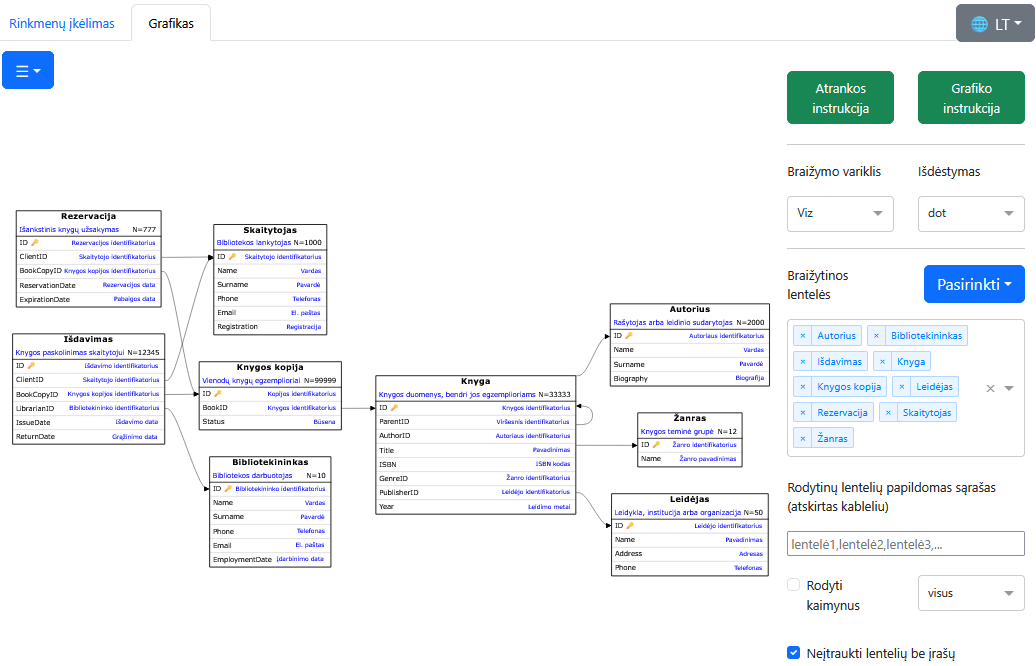 Rinkmenų įkėlimas
Grafikas
LT
Atrankos instrukcija
Grafiko instrukcija
Braižymo variklis
Išdėstymas
Viz
dot
Braižytinos lentelės
Pasirinkti
× Autorius
× Bibliotekininkas
× Išdavimas
× Knyga
× Knygos kopija
× Leidėjas
× Rezervacija
× Skaitytojas
× Žanras
Rodytinų lentelių papildomas sąrašas (atskirtas kableliu)
lentelė1,lentelė2,lentelė3,...
Rodyti kaimynus
visus
Neįtraukti lentelių be įrašų
Rezervacija
Išankstinis knygų užsakymas N=777
ID Rezervacijos identifikatorius
ClientID Skaitytojo identifikatorius
BookCopyID Knygos kopijos identifikatorius
ReservationDate Rezervacijos data
ExpirationDate Pabaigos data
Skaitytojas
Bibliotekos lankytojas N=1000
ID Skaitytojo identifikatorius
Name Vardas
Surname Pavardė
Phone Telefonas
Email El. paštas
Registration Registracija
Išdavimas
Knygos paskolinimas skaitytojui N=12345
ID Išdavimo identifikatorius
ClientID Skaitytojo identifikatorius
BookCopyID Knygos kopijos identifikatorius
LibrarianID Bibliotekininko identifikatorius
IssueDate Išdavimo data
ReturnDate Grąžinimo data
Knygos kopija
Vienodų knygų egzemplioriai N=99999
ID Kopijos identifikatorius
BookID Knygos identifikatorius
Status Būsena
Bibliotekininkas
Bibliotekos darbuotojas N=10
ID Bibliotekininko identifikatorius
Name Vardas
Surname Pavardė
Phone Telefonas
Email El. paštas
EmploymentDate Įdarbinimo data
Knyga
Knygos duomenys, bendri jos egzemplioriams N=33333
ID Knygos identifikatorius
ParentID Viršesnis identifikatorius
AuthorID Autoriaus identifikatorius
Title Pavadinimas
ISBN ISBN kodas
GenreID Žanro identifikatorius
PublisherID Leidėjo identifikatorius
Year Leidimo metai
Autorius
Rašytojas arba leidinio sudarytojas N=2000
ID Autoriaus identifikatorius
Name Vardas
Surname Pavardė
Biography Biografija
Žanras
Knygos teminė grupė N=12
ID Žanro identifikatorius
Name Žanro pavadinimas
Leidėjas
Leidykla, institucija arba organizacija N=50
ID Leidėjo identifikatorius
Name Pavadinimas
Address Adresas
Phone Telefonas